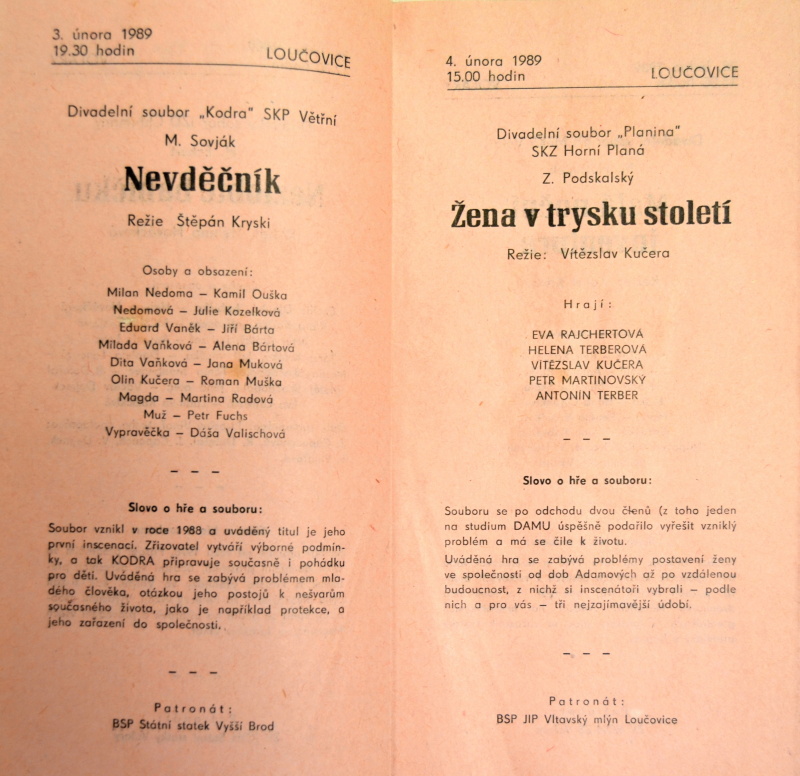 3. února 1989
19.30 hodin
LOUČOVICE
Divadelní soubor „Kodra" SKP Větřní
M. Sovják
Nevděčník
Režie Štěpán Kryski
Osoby a obsazení:
Milan Nedoma — Kamil Ouška
Nedomová — Julie Kozelková
Eduard Vaněk — Jiří Bárta
Milada Vaňková — Alena Bártová
Dita Vaňková — Jana Muková
Olin Kučera — Roman Muška
Magda — Martina Radová
Muž — Petr Fuchs
Vypravěčka — Dáša Valischová
— — —
Slovo o hře a souboru:
Soubor vznikl v roce 1988 a uváděný titul je jeho
první inscenací. Zřizovatel vytváří výborné podmín-
ky, a tak KODRA připravuje současně i pohádku
pro děti. Uváděná hra se zabývá problémem mla-
dého člověka, otázkou jeho postojů k nešvarům
současného života, jako je například protekce, a
jeho zařazení do společnosti.
— — —
Patronát:
BSP Státní statek Vyšší Brod
4. února 1989
15.00 hodin
LOUČOVICE
Divadelní soubor „Planina"
SKZ Horní Planá
Z. Podskalský
Žena v trysku století
Režie: Vítězslav Kučera
Hrají:
EVA RAJCHERTOVÁ
HELENA TERBEROVÁ
VÍTĚZSLAV KUČERA
PETR MARTINOVSKÝ
ANTONÍN TERBER
— — —
Slovo o hře a souboru:
Souboru se po odchodu dvou členů (z toho jeden
na studium DAMU úspěšně podařilo vyřešit vzniklý
problém a má se čile k životu.
Uváděná hra se zabývá problémy postavení ženy
ve společnosti od dob Adamových až po vzdálenou
budoucnost, z nichž si inscenátoři vybrali — podle
nich a pro vás — tři nejzajímavější údobí.
— — —
Patronát:
BSP JIP Vltavský mlýn Loučovice